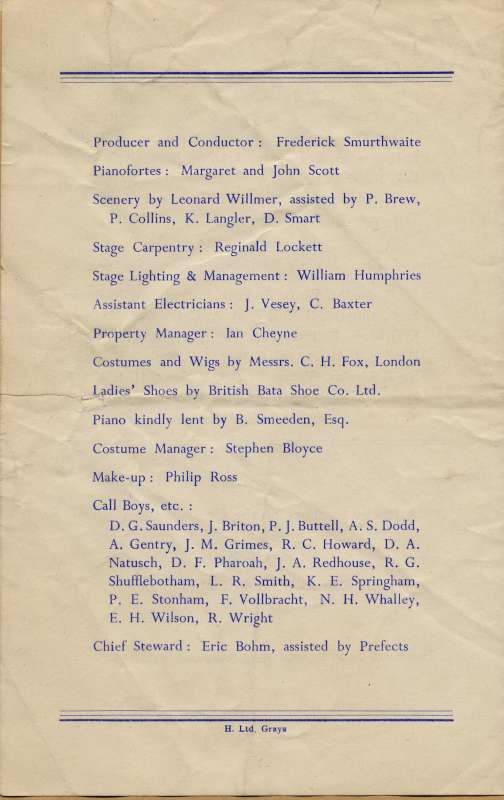 Producer and Conductor : Frederick Smurthwaite
Pianofortes : Margaret and John Scott
Scenery by Leonard Willmer, assisted by P. Brew,
P. Collins, K. Langler, D. Smart
Stage Carpentry : Reginald Lockett
Stage Lighting & Management : William Humphries
Assistant Electricians : J. Vesey, C. Baxter
Property Manager : Ian Cheyne
Costumes and Wigs by Messrs. C. H. Fox, London
Ladies' Shoes by British Bata Shoe Co. Ltd.
Piano kindly lent by B. Smeeden, Esq.
Costume Manager : Stephen Bloyce
Make-up : Philip Ross
Call Boys, etc. :
D. G. Saunders, J. Briton, P. J. Buttell, A. S. Dodd,
A. Gentry, J. M. Grimes, R. C. Howard, D. A.
Natusch, D. F. Pharoah, J. A. Redhouse, R. G.
Shufflebotham, L. R. Smith, K. E. Springham,
P. E. Stonham, F. Vollbracht, N. H. Whalley,
E. H. Wilson, R. Wright
Chief Steward : Eric Bohm, assisted by Prefects
H. Ltd. Grays